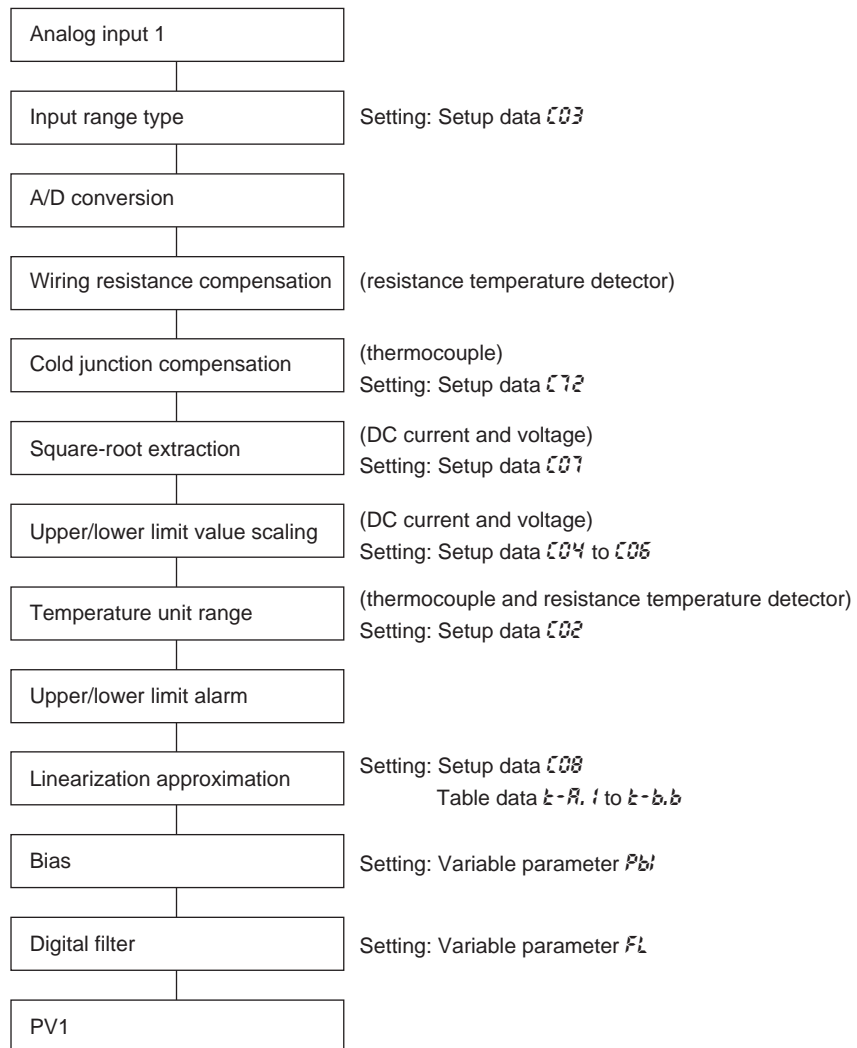 Analog input 1
Input range type
Setting: Setup data C03
A/D conversion
Wiring resistance compensation
(resistance temperature detector)
Cold junction compensation
(thermocouple)
Setting: Setup data C72
Square-root extraction
(DC current and voltage)
Setting: Setup data C07
Upper/lower limit value scaling
(DC current and voltage)
Setting: Setup data C04 to C06
Temperature unit range
(thermocouple and resistance temperature detector)
Setting: Setup data C02
Upper/lower limit alarm
Linearization approximation
Setting: Setup data C08
Table data t-A.1 to t-b.b
Bias
Setting: Variable parameter Pb1
Digital filter
Setting: Variable parameter FL
PV1